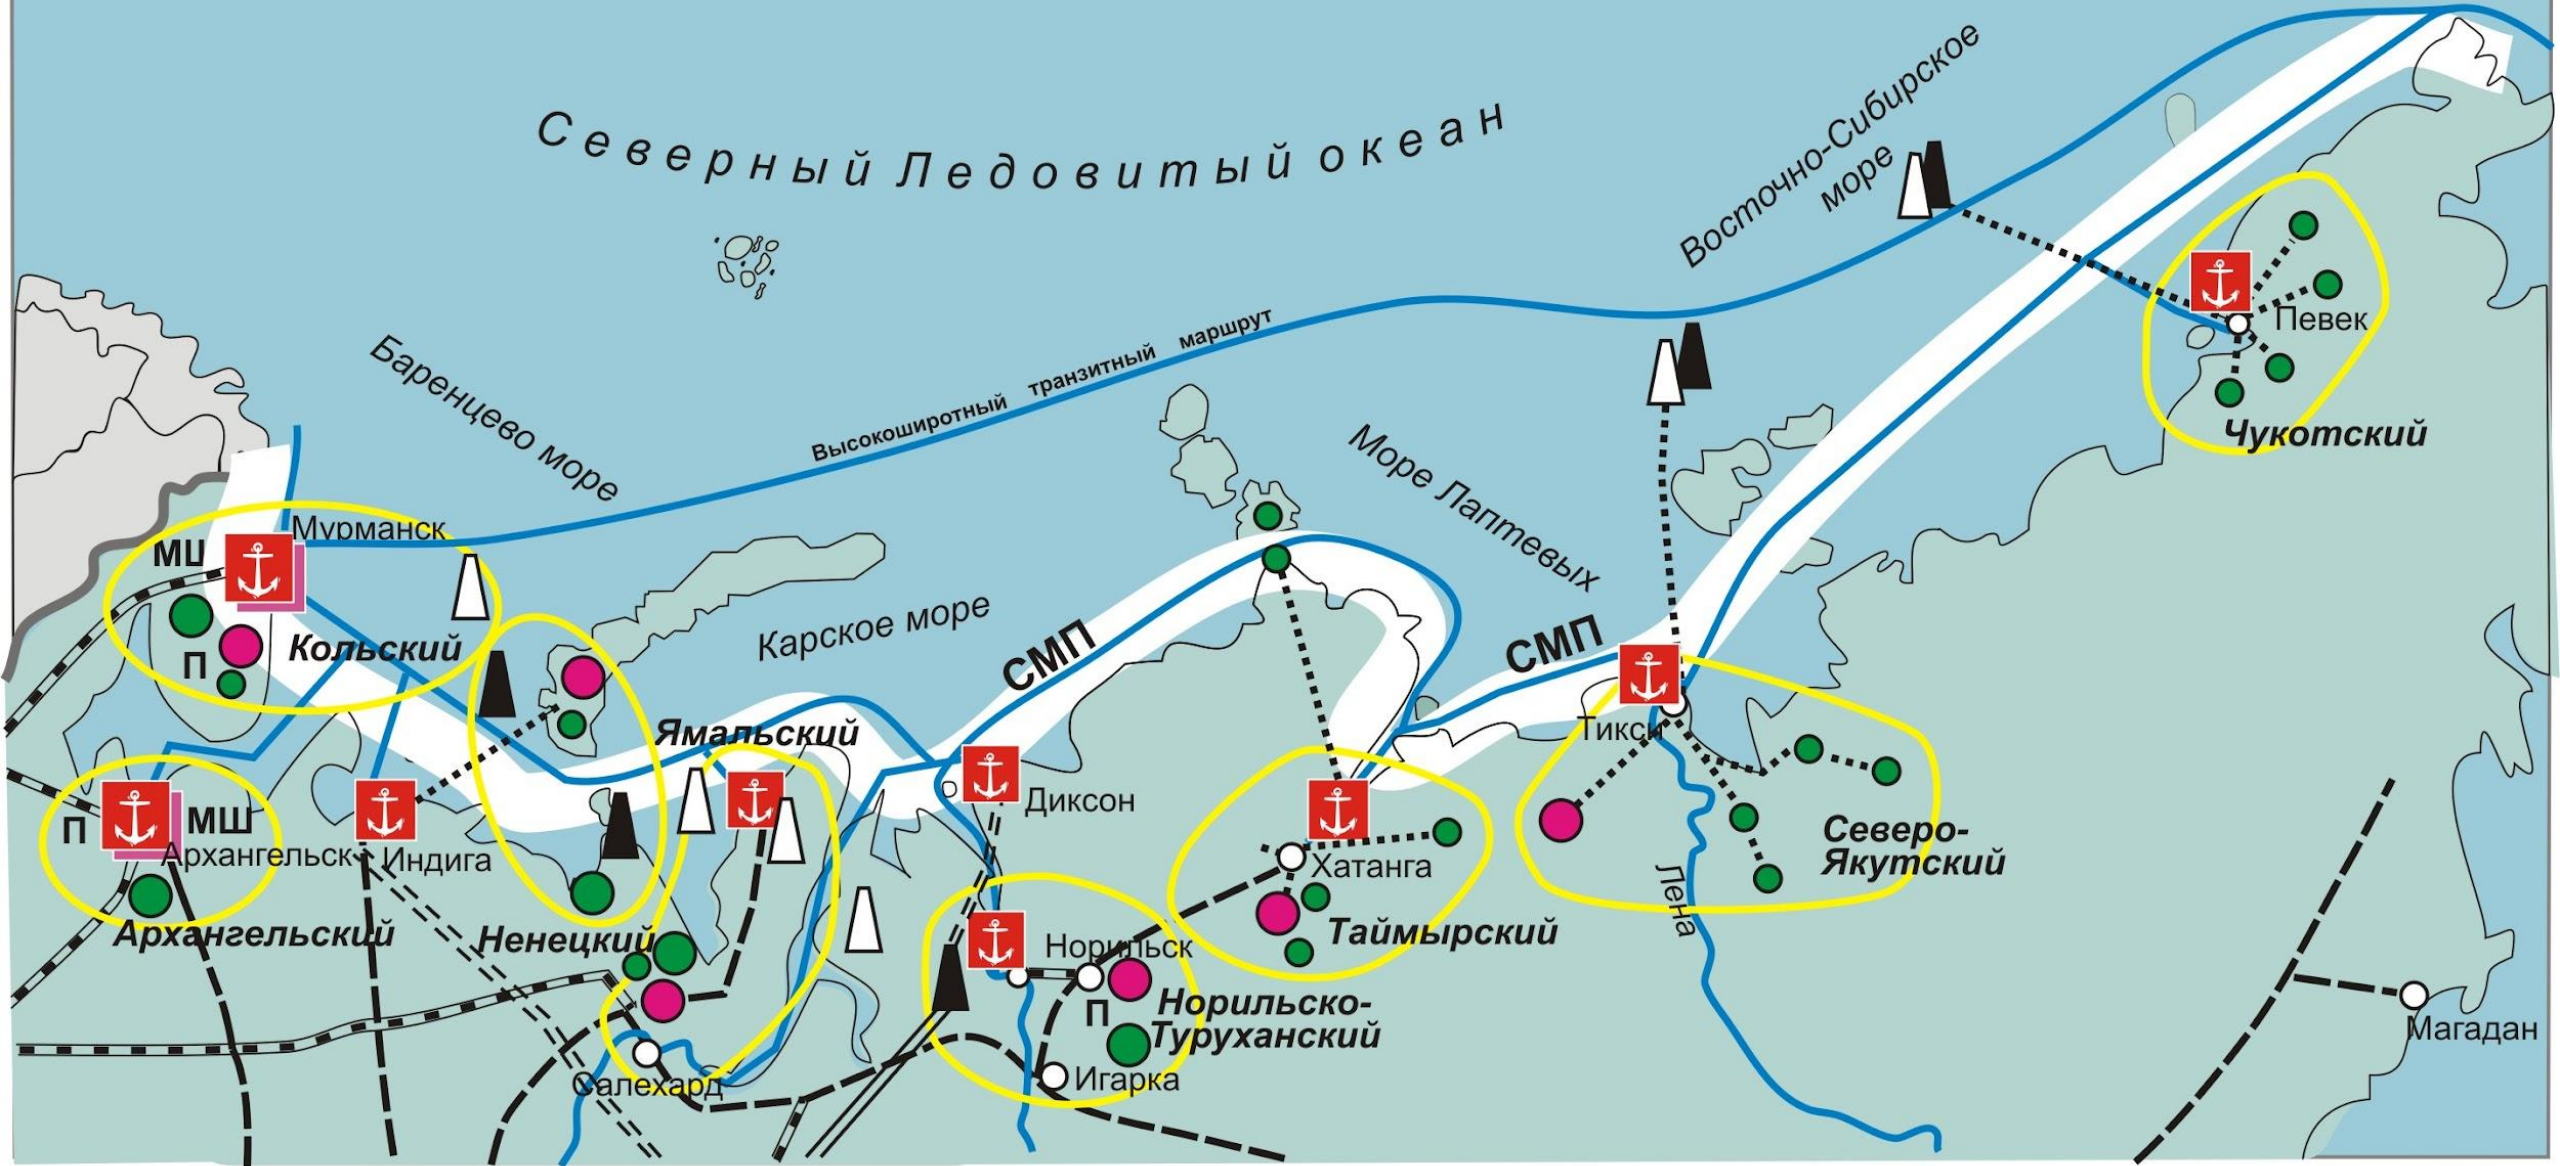 Северный Ледовитый океан
Восточно-Сибирское
море
Баренцево море
Высокоширотный транзитный маршрут
Море Лаптевых
Карское море
СМП
СМП
Певек
Чукотский
Мурманск
МШ
П
Кольский
Ямальский
Диксон
Тикси
П
МШ
Архангельск
Индига
Архангельский
Ненецкий
Хатанга
Таймырский
Северо-
Якутский
Лена
Норильск
П
Норильско-
Туруханский
Игарка
Салехард
Магадан